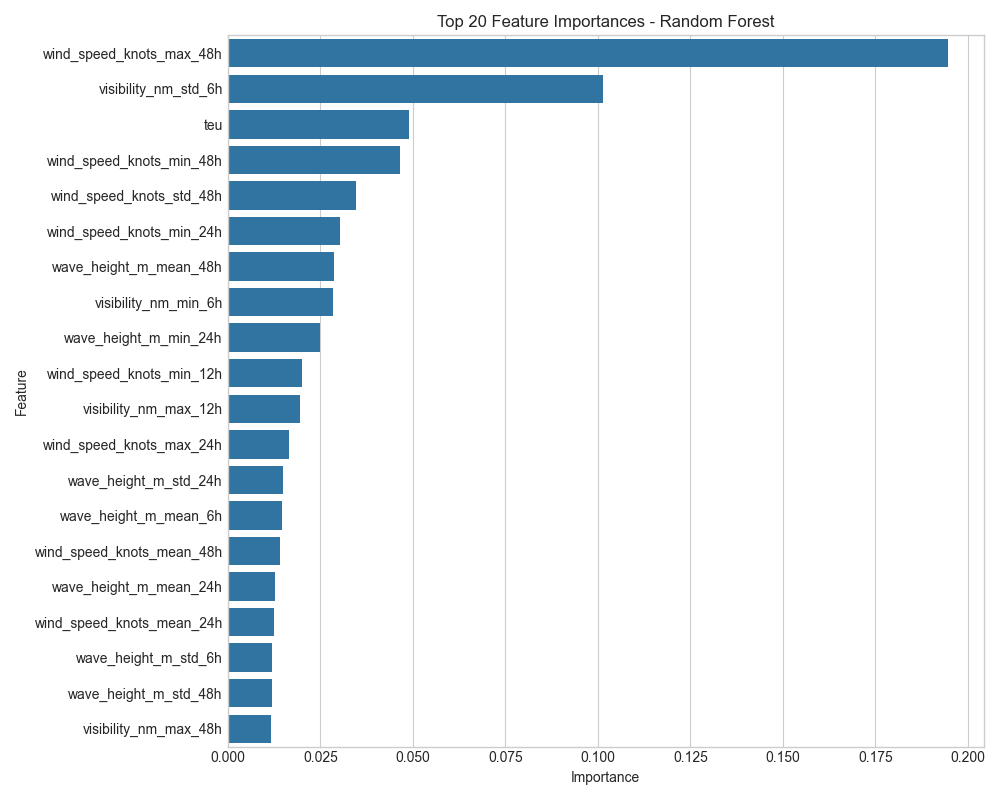 Top 20 Feature Importances - Random Forest
wind_speed_knots_max_48h
visibility_nm_std_6h
teu
wind_speed_knots_min_48h
wind_speed_knots_std_48h
wind_speed_knots_min_24h
wave_height_m_mean_48h
visibility_nm_min_6h
wave_height_m_min_24h
wind_speed_knots_min_12h
visibility_nm_max_12h
wind_speed_knots_max_24h
wave_height_m_std_24h
wave_height_m_mean_6h
wind_speed_knots_mean_48h
wave_height_m_mean_24h
wind_speed_knots_mean_24h
wave_height_m_std_6h
wave_height_m_std_48h
visibility_nm_max_48h
Feature
0.000 0.025 0.050 0.075 0.100 0.125 0.150 0.175 0.200
Importance